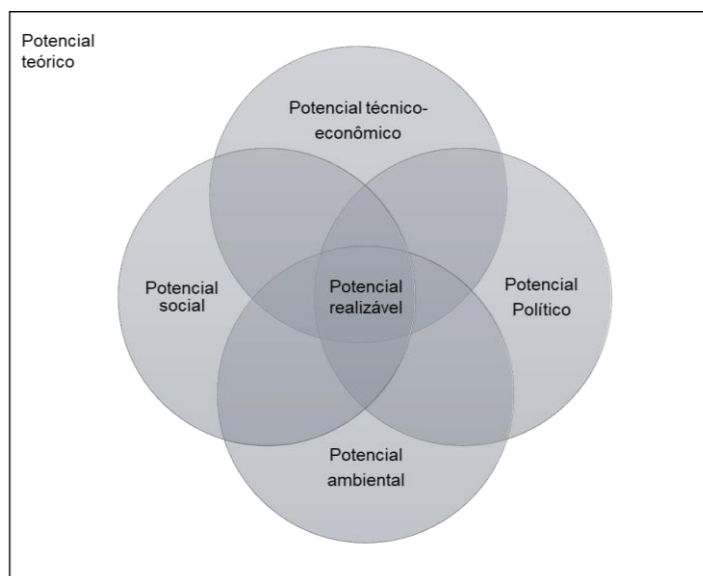 Potencial
teórico
Potencial técnico-
econômico
Potencial
social
Potencial
realizável
Potencial
Político
Potencial
ambiental